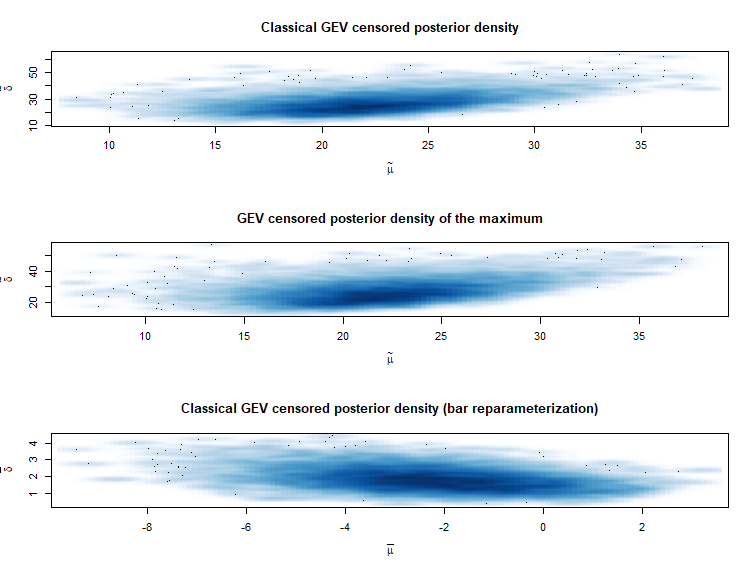 Classical GEV censored posterior density
10 30 50
δ̃
10 15 20 25 30 35
μ̃
GEV censored posterior density of the maximum
20 40
δ̃
10 15 20 25 30 35
μ̃
Classical GEV censored posterior density (bar reparameterization)
1 2 3 4
δ̅
-8 -6 -4 -2 0 2
μ̅